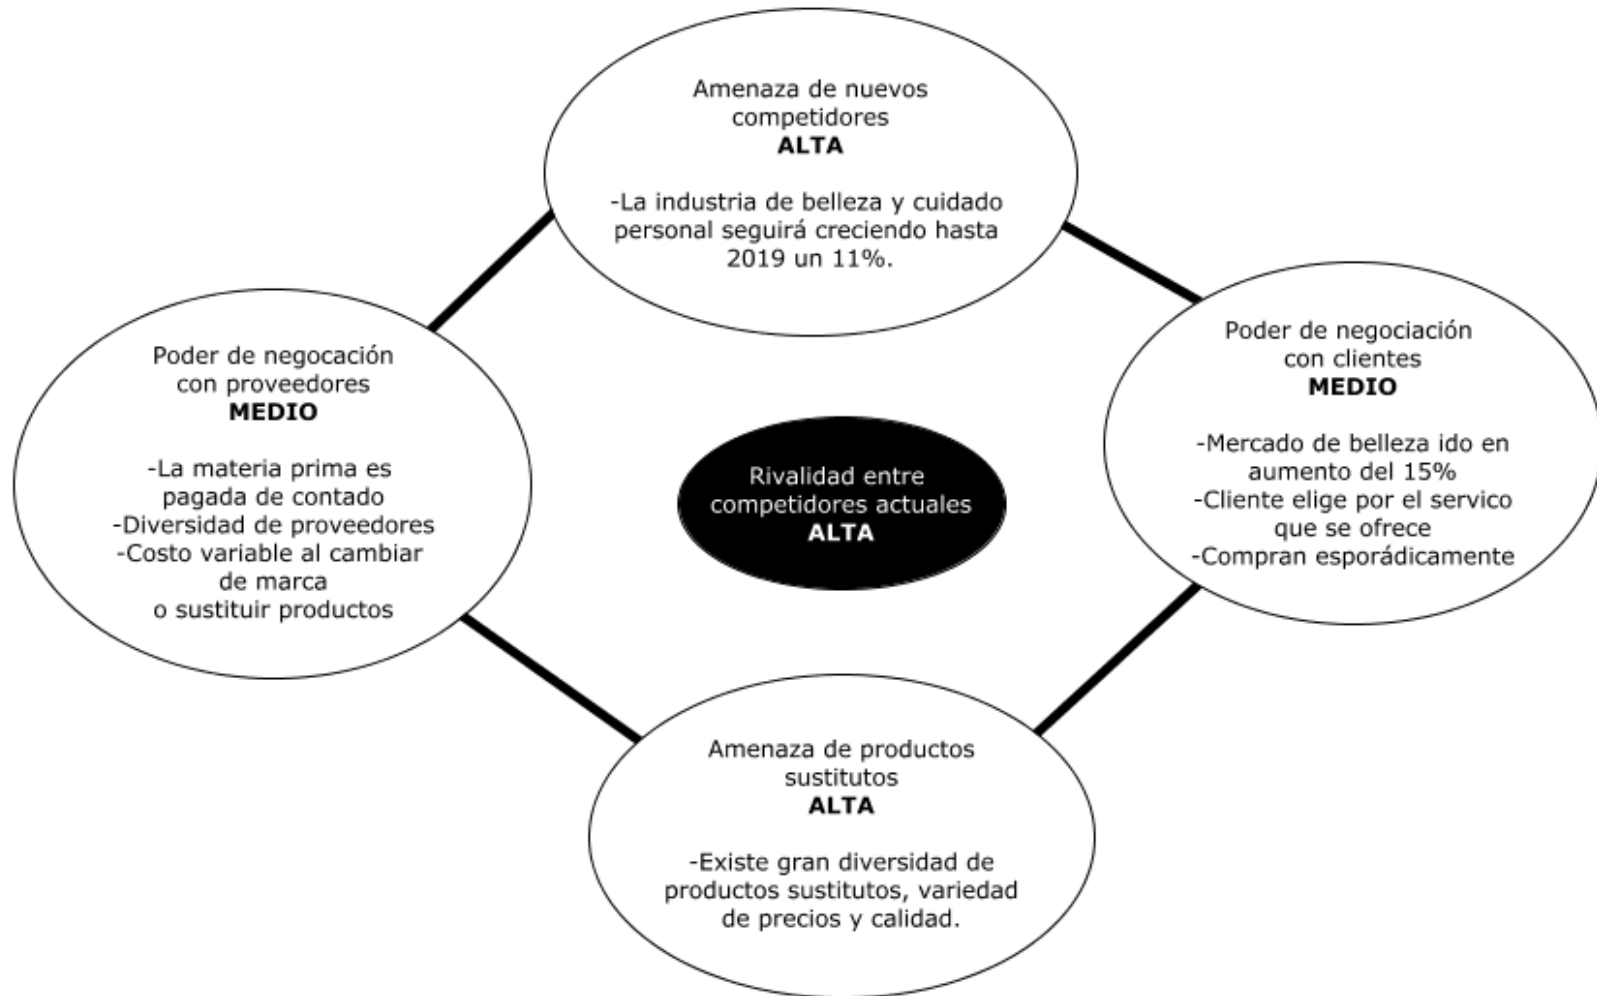 Amenaza de nuevos
competidores
ALTA
-La industria de belleza y cuidado
personal seguirá creciendo hasta
2019 un 11%.
Poder de negocación
con proveedores
MEDIO
-La materia prima es
pagada de contado
-Diversidad de proveedores
-Costo variable al cambiar
de marca
o sustituir productos
Rivalidad entre
competidores actuales
ALTA
Poder de negociación
con clientes
MEDIO
-Mercado de belleza ido en
aumento del 15%
-Cliente elige por el servico
que se ofrece
-Compran esporádicamente
Amenaza de productos
sustitutos
ALTA
-Existe gran diversidad de
productos sustitutos, variedad
de precios y calidad.